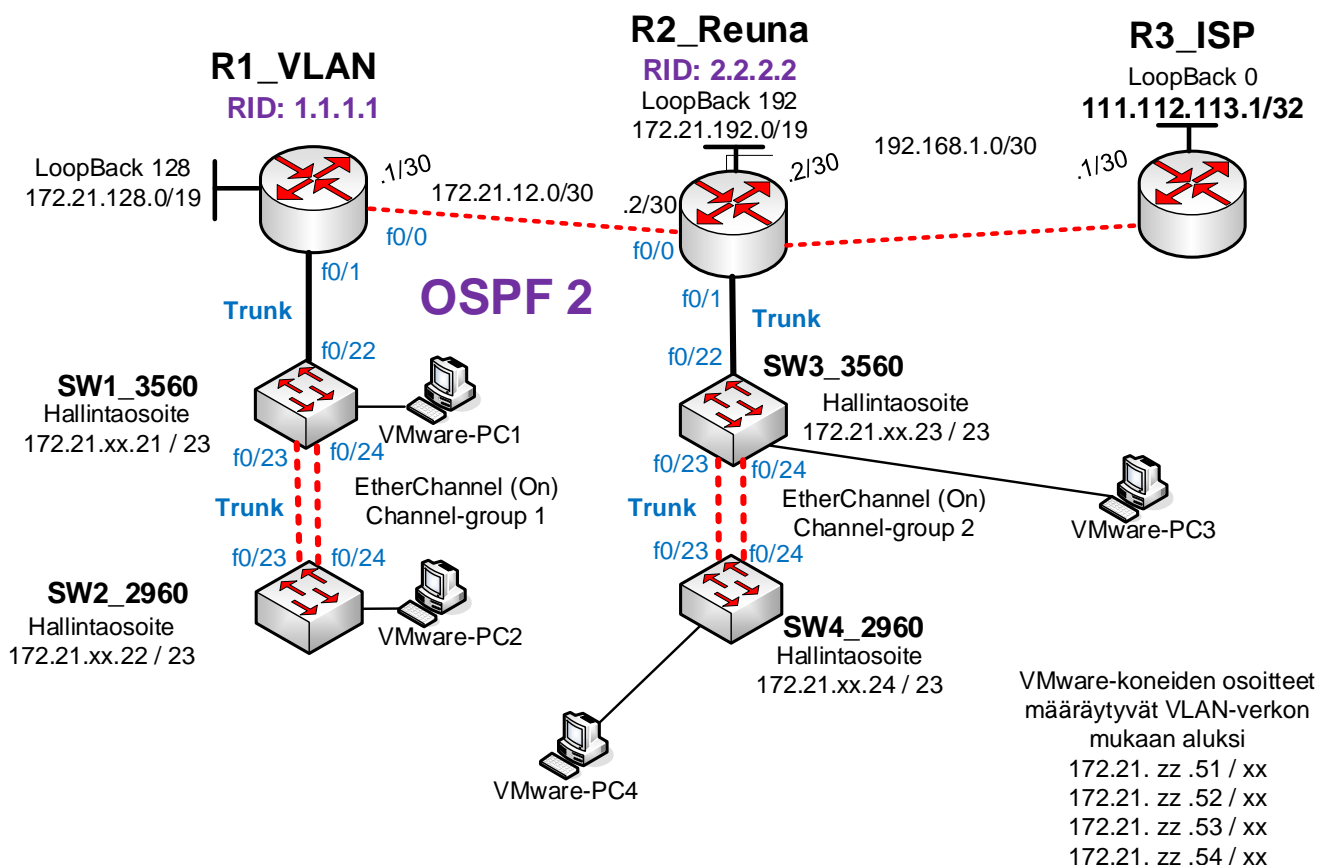 R1_VLAN
RID: 1.1.1.1
R2_Reuna
RID: 2.2.2.2
LoopBack 192
172.21.192.0/19
R3_ISP
LoopBack 0
111.112.113.1/32
LoopBack 128
172.21.128.0/19
.1/30
172.21.12.0/30
.2/30
.2/30
192.168.1.0/30
.1/30
f0/0
f0/0
f0/1
OSPF 2
f0/1
Trunk
Trunk
f0/22
f0/22
SW1_3560
Hallintaosoite
172.21.xx.21 / 23
VMware-PC1
SW3_3560
Hallintaosoite
172.21.xx.23 / 23
f0/23
f0/24
EtherChannel (On)
Channel-group 1
Trunk
f0/23
f0/24
f0/23
f0/24
EtherChannel (On)
Channel-group 2
Trunk
f0/23
f0/24
VMware-PC3
SW2_2960
Hallintaosoite
172.21.xx.22 / 23
VMware-PC2
SW4_2960
Hallintaosoite
172.21.xx.24 / 23
VMware-PC4
VMware-koneiden osoitteet
määräytyvät VLAN-verkon
mukaan aluksi
172.21. zz .51 / xx
172.21. zz .52 / xx
172.21. zz .53 / xx
172.21. zz .54 / xx